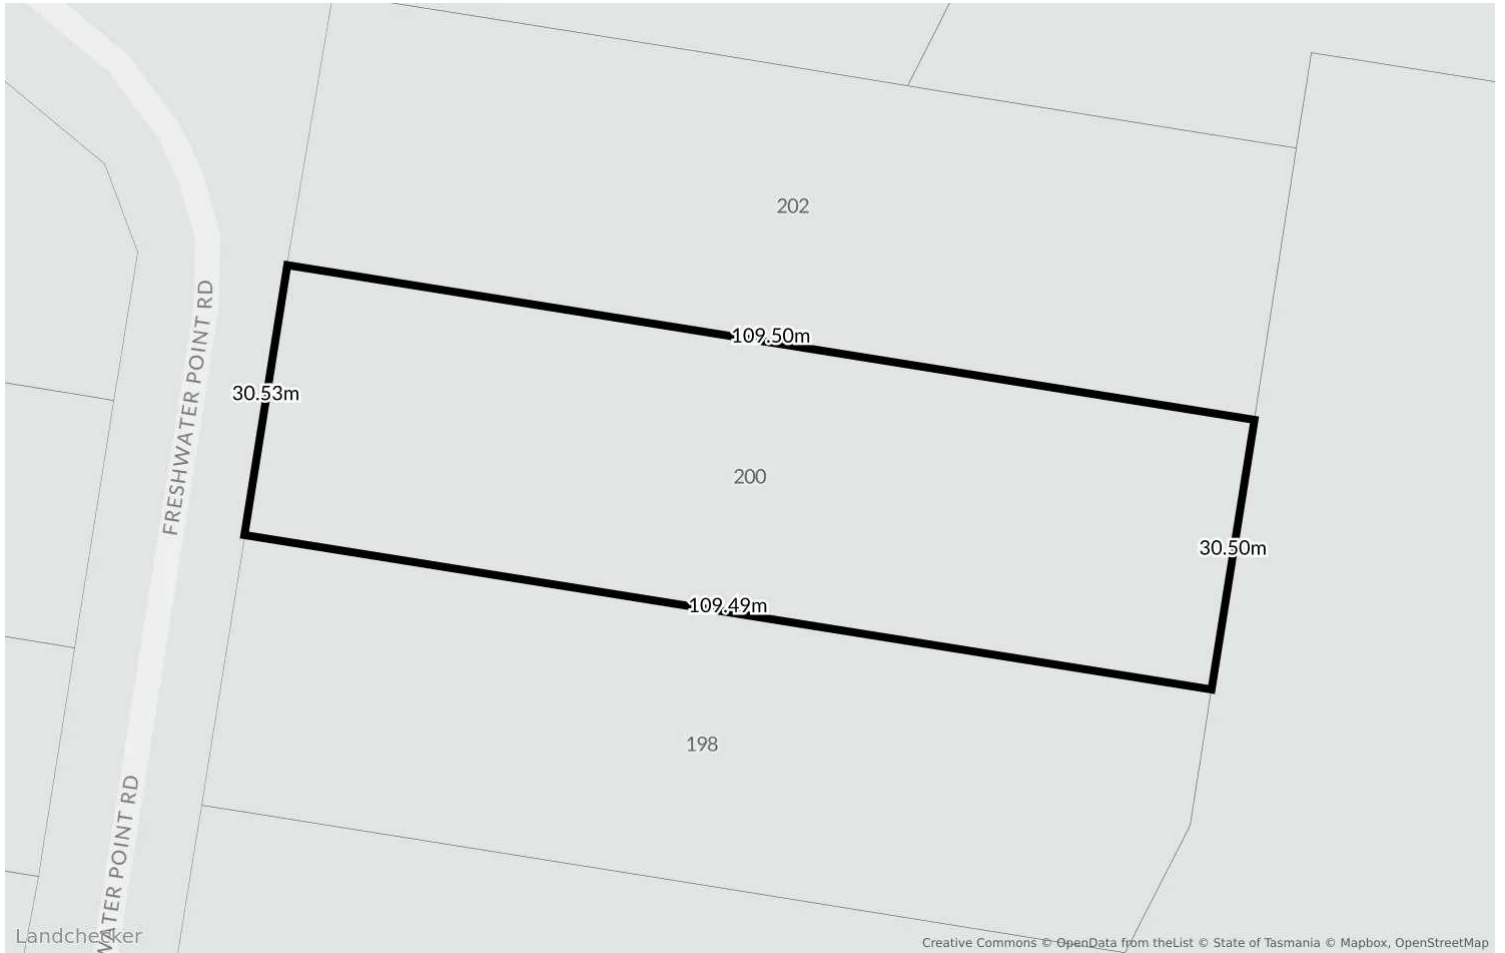 202
FRESHWATER POINT RD
109.50m
30.53m
200
30.50m
109.49m
198
WATER POINT RD
Landchecker
Creative Commons © OpenData from theList © State of Tasmania © Mapbox, OpenStreetMap